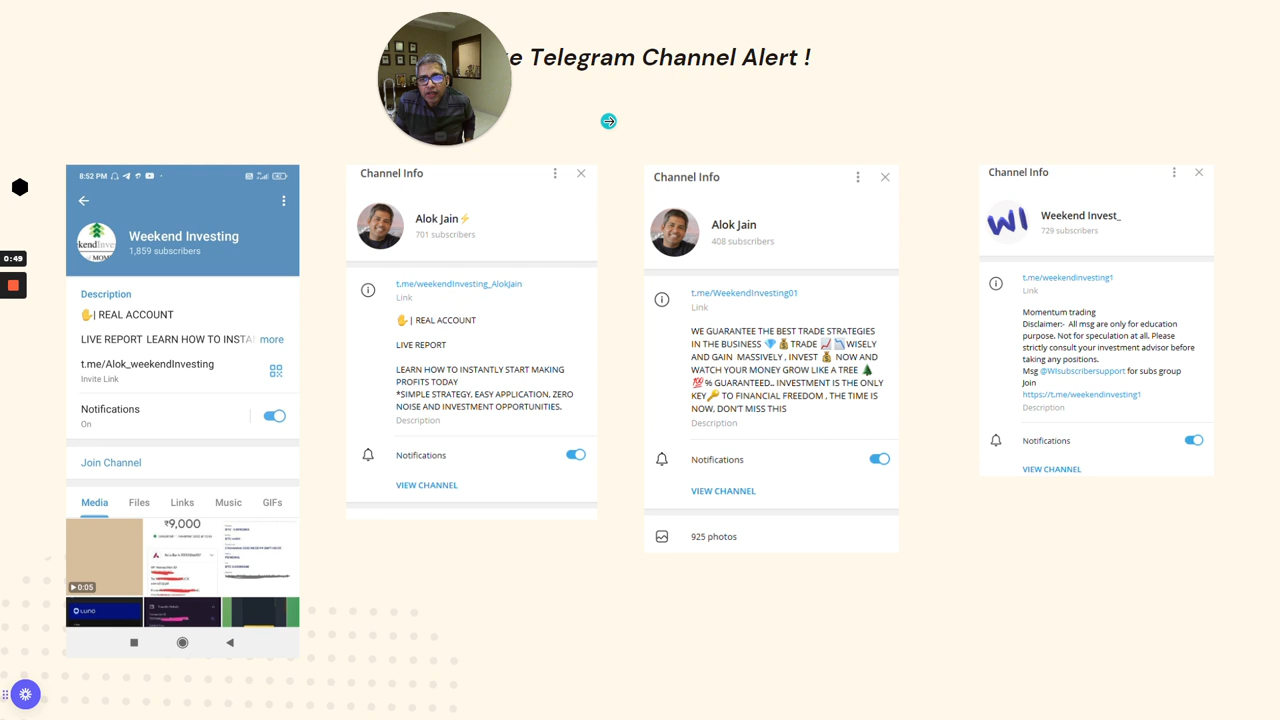 e Telegram Channel Alert !
0:49
8:52 PM
Weekend Investing
1,859 subscribers
Description
✋| REAL ACCOUNT
LIVE REPORT LEARN HOW TO INSTA more
t.me/Alok_weekendInvesting
Invite Link
Notifications
On
Join Channel
Media Files Links Music GIFs
0:05
₹9,000
LUNO
Channel Info
Alok Jain⚡
701 subscribers
t.me/weekendInvesting_AlokJain
Link
✋| REAL ACCOUNT
LIVE REPORT
LEARN HOW TO INSTANTLY START MAKING
PROFITS TODAY
*SIMPLE STRATEGY, EASY APPLICATION, ZERO
NOISE AND INVESTMENT OPPORTUNITIES.
Description
Notifications
VIEW CHANNEL
Channel Info
Alok Jain
408 subscribers
t.me/WeekendInvesting01
Link
WE GUARANTEE THE BEST TRADE STRATEGIES
IN THE BUSINESS 💎💰TRADE 📈📉WISELY
AND GAIN MASSIVELY , INVEST 💰 NOW AND
WATCH YOUR MONEY GROW LIKE A TREE 🌲
💯% GUARANTEED.. INVESTMENT IS THE ONLY
KEY🔑 TO FINANCIAL FREEDOM , THE TIME IS
NOW, DON'T MISS THIS
Description
Notifications
VIEW CHANNEL
925 photos
Channel Info
WI
Weekend Invest_
729 subscribers
t.me/weekendinvesting1
Link
Momentum trading
Disclaimer:- All msg are only for education
purpose. Not for speculation at all. Please
strictly consult your investment advisor before
taking any positions.
Msg @WIsubscribersupport for subs group
Join
https://t.me/weekendinvesting1
Description
Notifications
VIEW CHANNEL